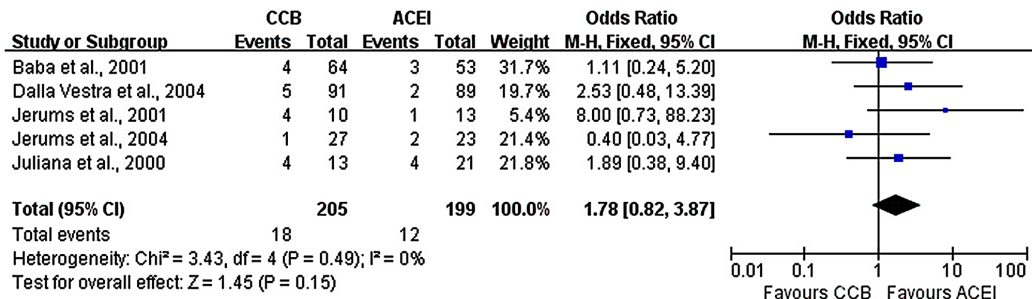 CCB ACEI Odds Ratio Odds Ratio
Study or Subgroup Events Total Events Total Weight M-H, Fixed, 95% CI M-H, Fixed, 95% CI
Baba et al., 2001 4 64 3 53 31.7% 1.11 [0.24, 5.20]
Dalla Vestra et al., 2004 5 91 2 89 19.7% 2.53 [0.48, 13.39]
Jerums et al., 2001 4 10 1 13 5.4% 8.00 [0.73, 88.23]
Jerums et al., 2004 1 27 2 23 21.4% 0.40 [0.03, 4.77]
Juliana et al., 2000 4 13 4 21 21.8% 1.89 [0.38, 9.40]
Total (95% CI) 205 199 100.0% 1.78 [0.82, 3.87]
Total events 18 12
Heterogeneity: Chi² = 3.43, df = 4 (P = 0.49); I² = 0%
Test for overall effect: Z = 1.45 (P = 0.15)
0.01 0.1 1 10 100
Favours CCB Favours ACEI